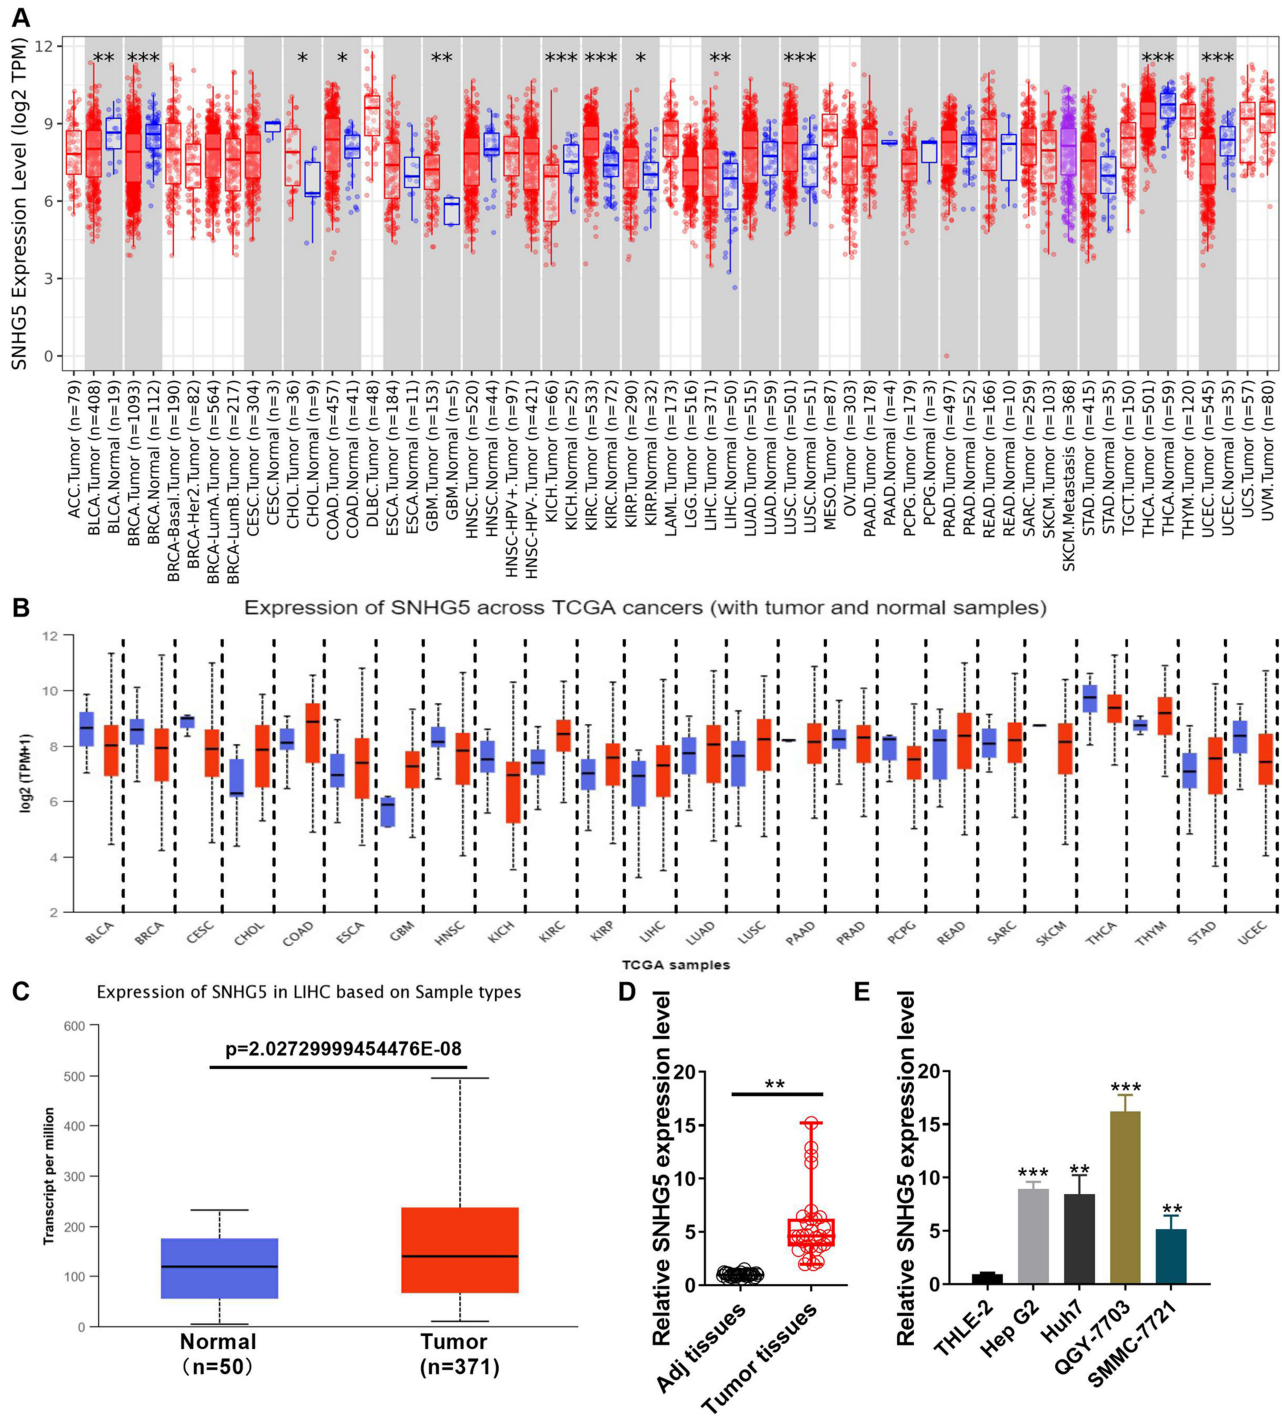 A
SNHG5 Expression Level (log2 TPM)
12
9
6
3
0
** *** * * ** *** *** * ** *** *** ***
ACC.Tumor (n=79)
BLCA.Tumor (n=408)
BLCA.Normal (n=19)
BRCA.Tumor (n=1093)
BRCA.Normal (n=112)
BRCA-Basal.Tumor (n=190)
BRCA-Her2.Tumor (n=82)
BRCA-LumA.Tumor (n=564)
BRCA-LumB.Tumor (n=217)
CESC.Tumor (n=304)
CESC.Normal (n=3)
CHOL.Tumor (n=36)
CHOL.Normal (n=9)
COAD.Tumor (n=457)
COAD.Normal (n=41)
DLBC.Tumor (n=48)
ESCA.Tumor (n=184)
ESCA.Normal (n=11)
GBM.Tumor (n=153)
GBM.Normal (n=5)
HNSC.Tumor (n=520)
HNSC.Normal (n=44)
HNSC-HPV+.Tumor (n=97)
HNSC-HPV-.Tumor (n=421)
KICH.Tumor (n=66)
KICH.Normal (n=25)
KIRC.Tumor (n=533)
KIRC.Normal (n=72)
KIRP.Tumor (n=290)
KIRP.Normal (n=32)
LAML.Tumor (n=173)
LGG.Tumor (n=516)
LIHC.Tumor (n=371)
LIHC.Normal (n=50)
LUAD.Tumor (n=515)
LUAD.Normal (n=59)
LUSC.Tumor (n=501)
LUSC.Normal (n=51)
MESO.Tumor (n=87)
OV.Tumor (n=303)
PAAD.Tumor (n=178)
PAAD.Normal (n=4)
PCPG.Tumor (n=179)
PCPG.Normal (n=3)
PRAD.Tumor (n=497)
PRAD.Normal (n=52)
READ.Tumor (n=166)
READ.Normal (n=10)
SARC.Tumor (n=259)
SKCM.Tumor (n=103)
SKCM.Metastasis (n=368)
STAD.Tumor (n=415)
STAD.Normal (n=35)
TGCT.Tumor (n=150)
THCA.Tumor (n=501)
THCA.Normal (n=59)
THYM.Tumor (n=120)
UCEC.Tumor (n=545)
UCEC.Normal (n=35)
UCS.Tumor (n=57)
UVM.Tumor (n=80)
B
Expression of SNHG5 across TCGA cancers (with tumor and normal samples)
log2 (TPM+1)
12
10
8
6
4
2
BLCA
BRCA
CESC
CHOL
COAD
ESCA
GBM
HNSC
KICH
KIRC
KIRP
LIHC
LUAD
LUSC
PAAD
PRAD
PCPG
READ
SARC
SKCM
THCA
THYM
STAD
UCEC
TCGA samples
C
Expression of SNHG5 in LIHC based on Sample types
p=2.02729999454476E-08
Transcript per million
600
500
400
300
200
100
0
Normal
(n=50)
Tumor
(n=371)
D
Relative SNHG5 expression level
20
15
10
5
0
**
Adj tissues
Tumor tissues
E
Relative SNHG5 expression level
20
15
10
5
0
*** ** *** **
THLE-2
Hep G2
Huh7
QGY-7703
SMMC-7721